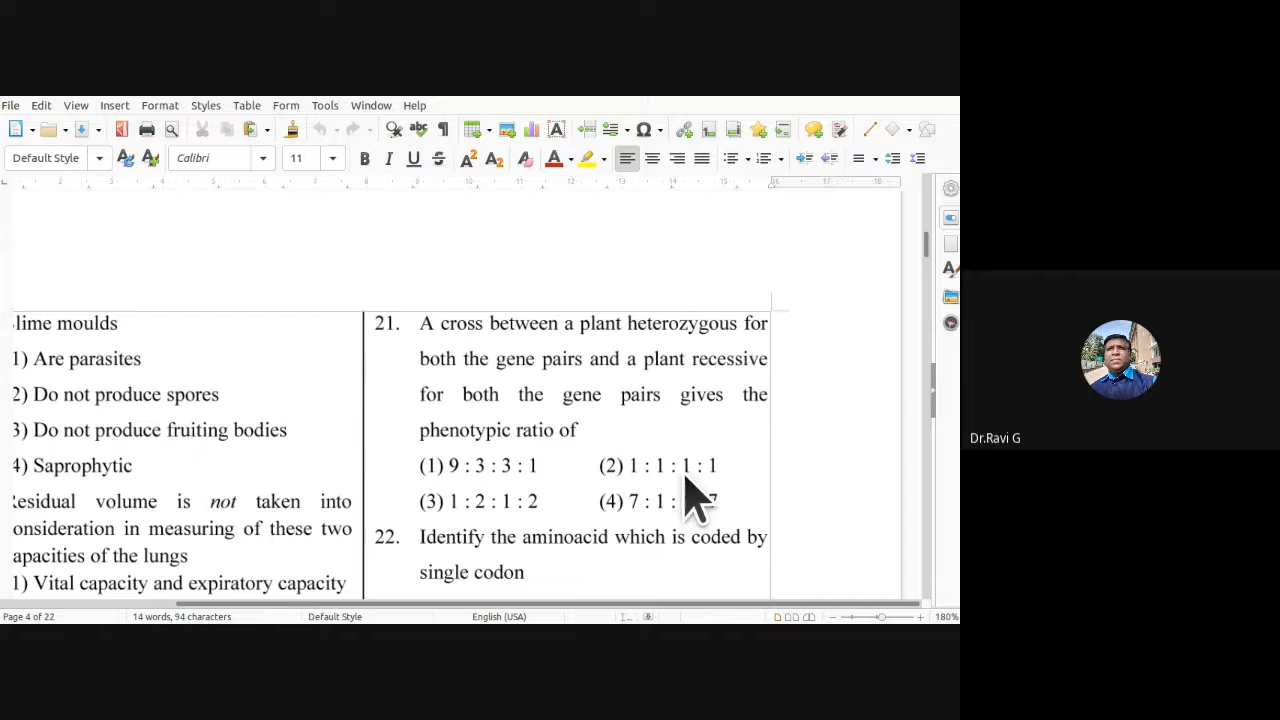 File Edit View Insert Format Styles Table Form Tools Window Help
Default Style Calibri 11
lime moulds
1) Are parasites
2) Do not produce spores
3) Do not produce fruiting bodies
4) Saprophytic
esidual volume is not taken into
onsideration in measuring of these two
apacities of the lungs
1) Vital capacity and expiratory capacity
21. A cross between a plant heterozygous for
both the gene pairs and a plant recessive
for both the gene pairs gives the
phenotypic ratio of
(1) 9 : 3 : 3 : 1 (2) 1 : 1 : 1 : 1
(3) 1 : 2 : 1 : 2 (4) 7 : 1 : 7
22. Identify the aminoacid which is coded by
single codon
Page 4 of 22 14 words, 94 characters Default Style English (USA) 180%
Dr.Ravi G